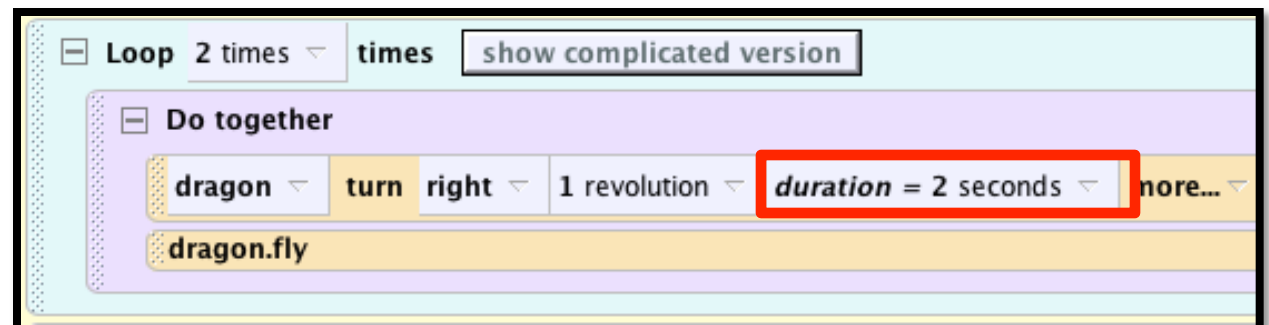 Loop 2 times times show complicated version
Do together
dragon turn right 1 revolution duration = 2 seconds more...
dragon.fly